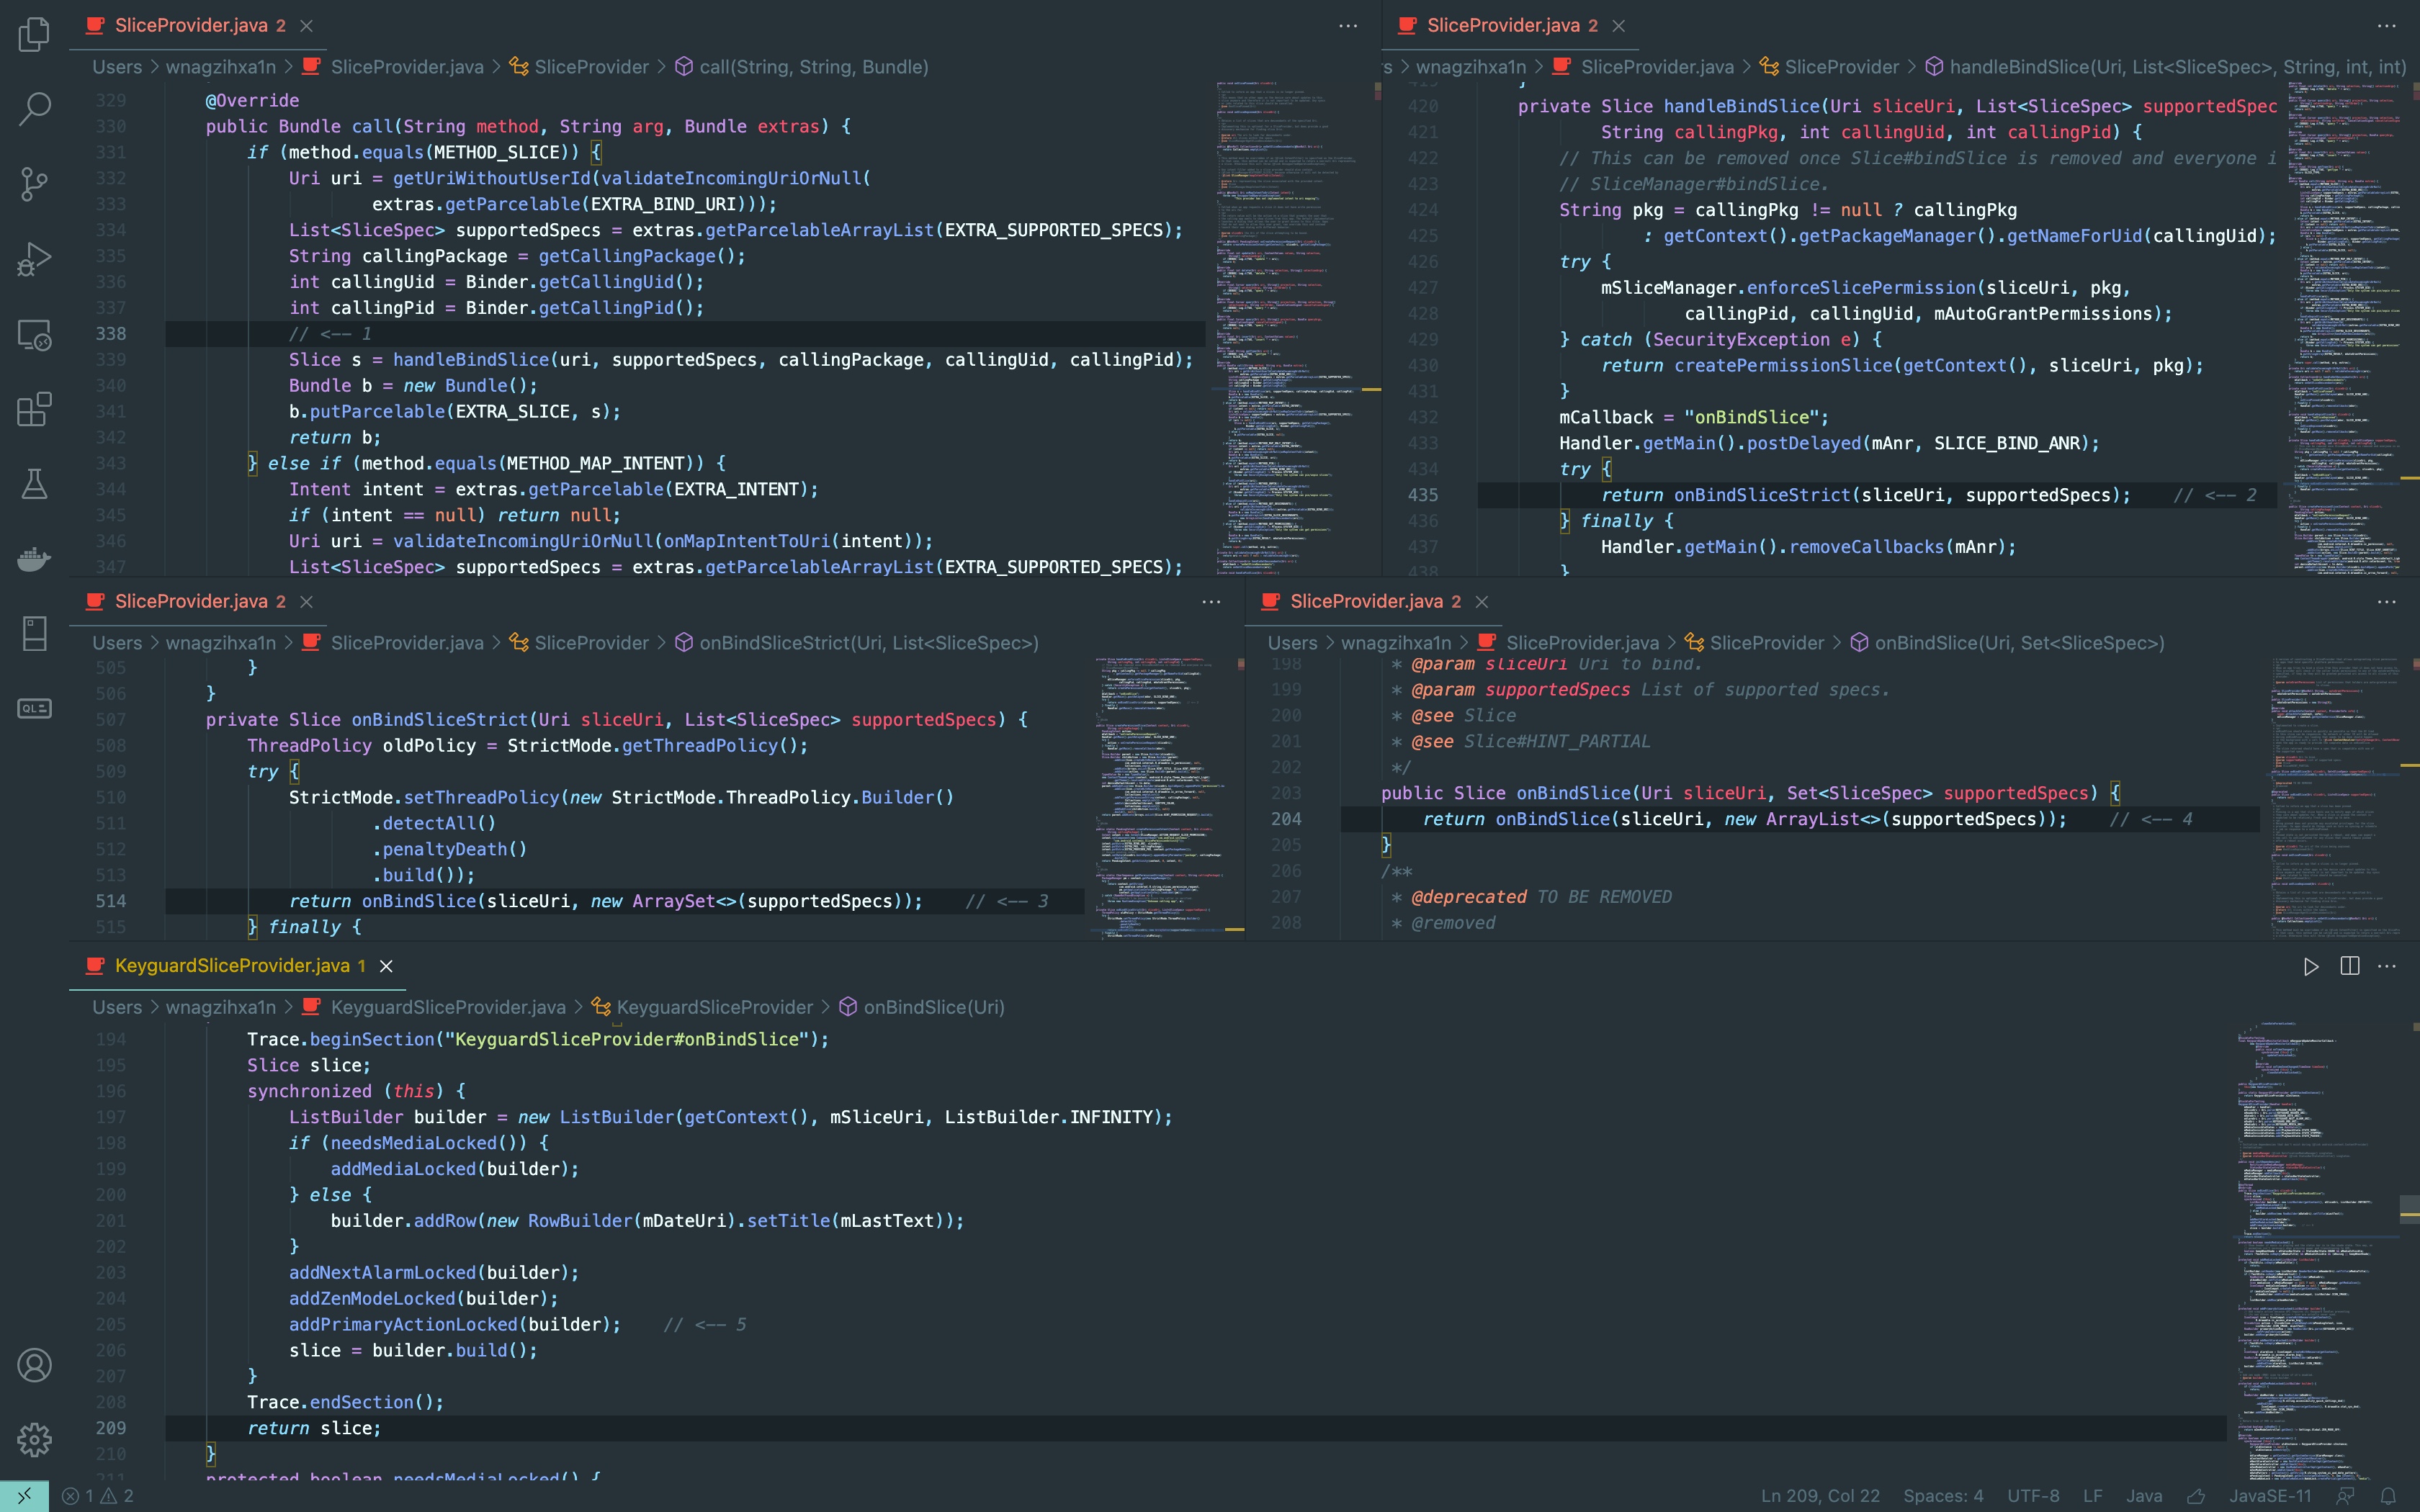 SliceProvider.java 2
Users > wnagzihxa1n > SliceProvider.java > SliceProvider > call(String, String, Bundle)
329 @Override
330 public Bundle call(String method, String arg, Bundle extras) {
331 if (method.equals(METHOD_SLICE)) {
332 Uri uri = getUriWithoutUserId(validateIncomingUriOrNull(
333 extras.getParcelable(EXTRA_BIND_URI)));
334 List<SliceSpec> supportedSpecs = extras.getParcelableArrayList(EXTRA_SUPPORTED_SPECS);
335 String callingPackage = getCallingPackage();
336 int callingUid = Binder.getCallingUid();
337 int callingPid = Binder.getCallingPid();
338 // <-- 1
339 Slice s = handleBindSlice(uri, supportedSpecs, callingPackage, callingUid, callingPid);
340 Bundle b = new Bundle();
341 b.putParcelable(EXTRA_SLICE, s);
342 return b;
343 } else if (method.equals(METHOD_MAP_INTENT)) {
344 Intent intent = extras.getParcelable(EXTRA_INTENT);
345 if (intent == null) return null;
346 Uri uri = validateIncomingUriOrNull(onMapIntentToUri(intent));
347 List<SliceSpec> supportedSpecs = extras.getParcelableArrayList(EXTRA_SUPPORTED_SPECS);
SliceProvider.java 2
s > wnagzihxa1n > SliceProvider.java > SliceProvider > handleBindSlice(Uri, List<SliceSpec>, String, int, int)
419 }
420 private Slice handleBindSlice(Uri sliceUri, List<SliceSpec> supportedSpec
421 String callingPkg, int callingUid, int callingPid) {
422 // This can be removed once Slice#bindSlice is removed and everyone i
423 // SliceManager#bindSlice.
424 String pkg = callingPkg != null ? callingPkg
425 : getContext().getPackageManager().getNameForUid(callingUid);
426 try {
427 mSliceManager.enforceSlicePermission(sliceUri, pkg,
428 callingPid, callingUid, mAutoGrantPermissions);
429 } catch (SecurityException e) {
430 return createPermissionSlice(getContext(), sliceUri, pkg);
431 }
432 mCallback = "onBindSlice";
433 Handler.getMain().postDelayed(mAnr, SLICE_BIND_ANR);
434 try {
435 return onBindSliceStrict(sliceUri, supportedSpecs); // <-- 2
436 } finally {
437 Handler.getMain().removeCallbacks(mAnr);
438 }
SliceProvider.java 2
Users > wnagzihxa1n > SliceProvider.java > SliceProvider > onBindSliceStrict(Uri, List<SliceSpec>)
505 }
506 }
507 private Slice onBindSliceStrict(Uri sliceUri, List<SliceSpec> supportedSpecs) {
508 ThreadPolicy oldPolicy = StrictMode.getThreadPolicy();
509 try {
510 StrictMode.setThreadPolicy(new StrictMode.ThreadPolicy.Builder()
511 .detectAll()
512 .penaltyDeath()
513 .build());
514 return onBindSlice(sliceUri, new ArraySet<>(supportedSpecs)); // <-- 3
515 } finally {
SliceProvider.java 2
Users > wnagzihxa1n > SliceProvider.java > SliceProvider > onBindSlice(Uri, Set<SliceSpec>)
198 * @param sliceUri Uri to bind.
199 * @param supportedSpecs List of supported specs.
200 * @see Slice
201 * @see Slice#HINT_PARTIAL
202 */
203 public Slice onBindSlice(Uri sliceUri, Set<SliceSpec> supportedSpecs) {
204 return onBindSlice(sliceUri, new ArrayList<>(supportedSpecs)); // <-- 4
205 }
206 /**
207 * @deprecated TO BE REMOVED
208 * @removed
KeyguardSliceProvider.java 1
Users > wnagzihxa1n > KeyguardSliceProvider.java > KeyguardSliceProvider > onBindSlice(Uri)
194 Trace.beginSection("KeyguardSliceProvider#onBindSlice");
195 Slice slice;
196 synchronized (this) {
197 ListBuilder builder = new ListBuilder(getContext(), mSliceUri, ListBuilder.INFINITY);
198 if (needsMediaLocked()) {
199 addMediaLocked(builder);
200 } else {
201 builder.addRow(new RowBuilder(mDateUri).setTitle(mLastText));
202 }
203 addNextAlarmLocked(builder);
204 addZenModeLocked(builder);
205 addPrimaryActionLocked(builder); // <-- 5
206 slice = builder.build();
207 }
208 Trace.endSection();
209 return slice;
210 }
211 protected boolean needsMediaLocked() {
QL
1 2
Ln 209, Col 22 Spaces: 4 UTF-8 LF Java JavaSE-11